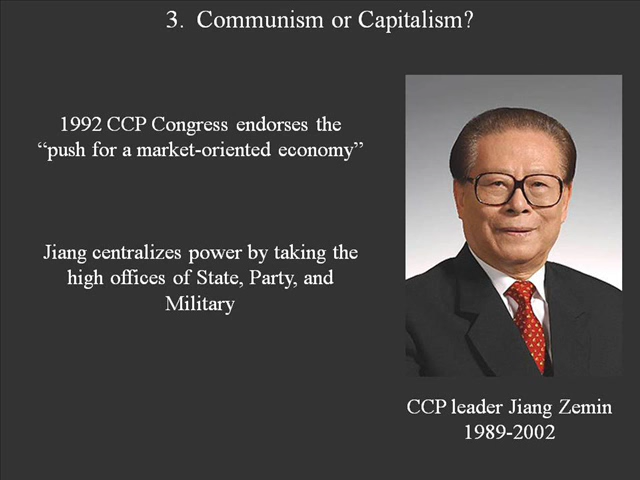 3. Communism or Capitalism?
1992 CCP Congress endorses the
“push for a market-oriented economy”
Jiang centralizes power by taking the
high offices of State, Party, and
Military
CCP leader Jiang Zemin
1989-2002